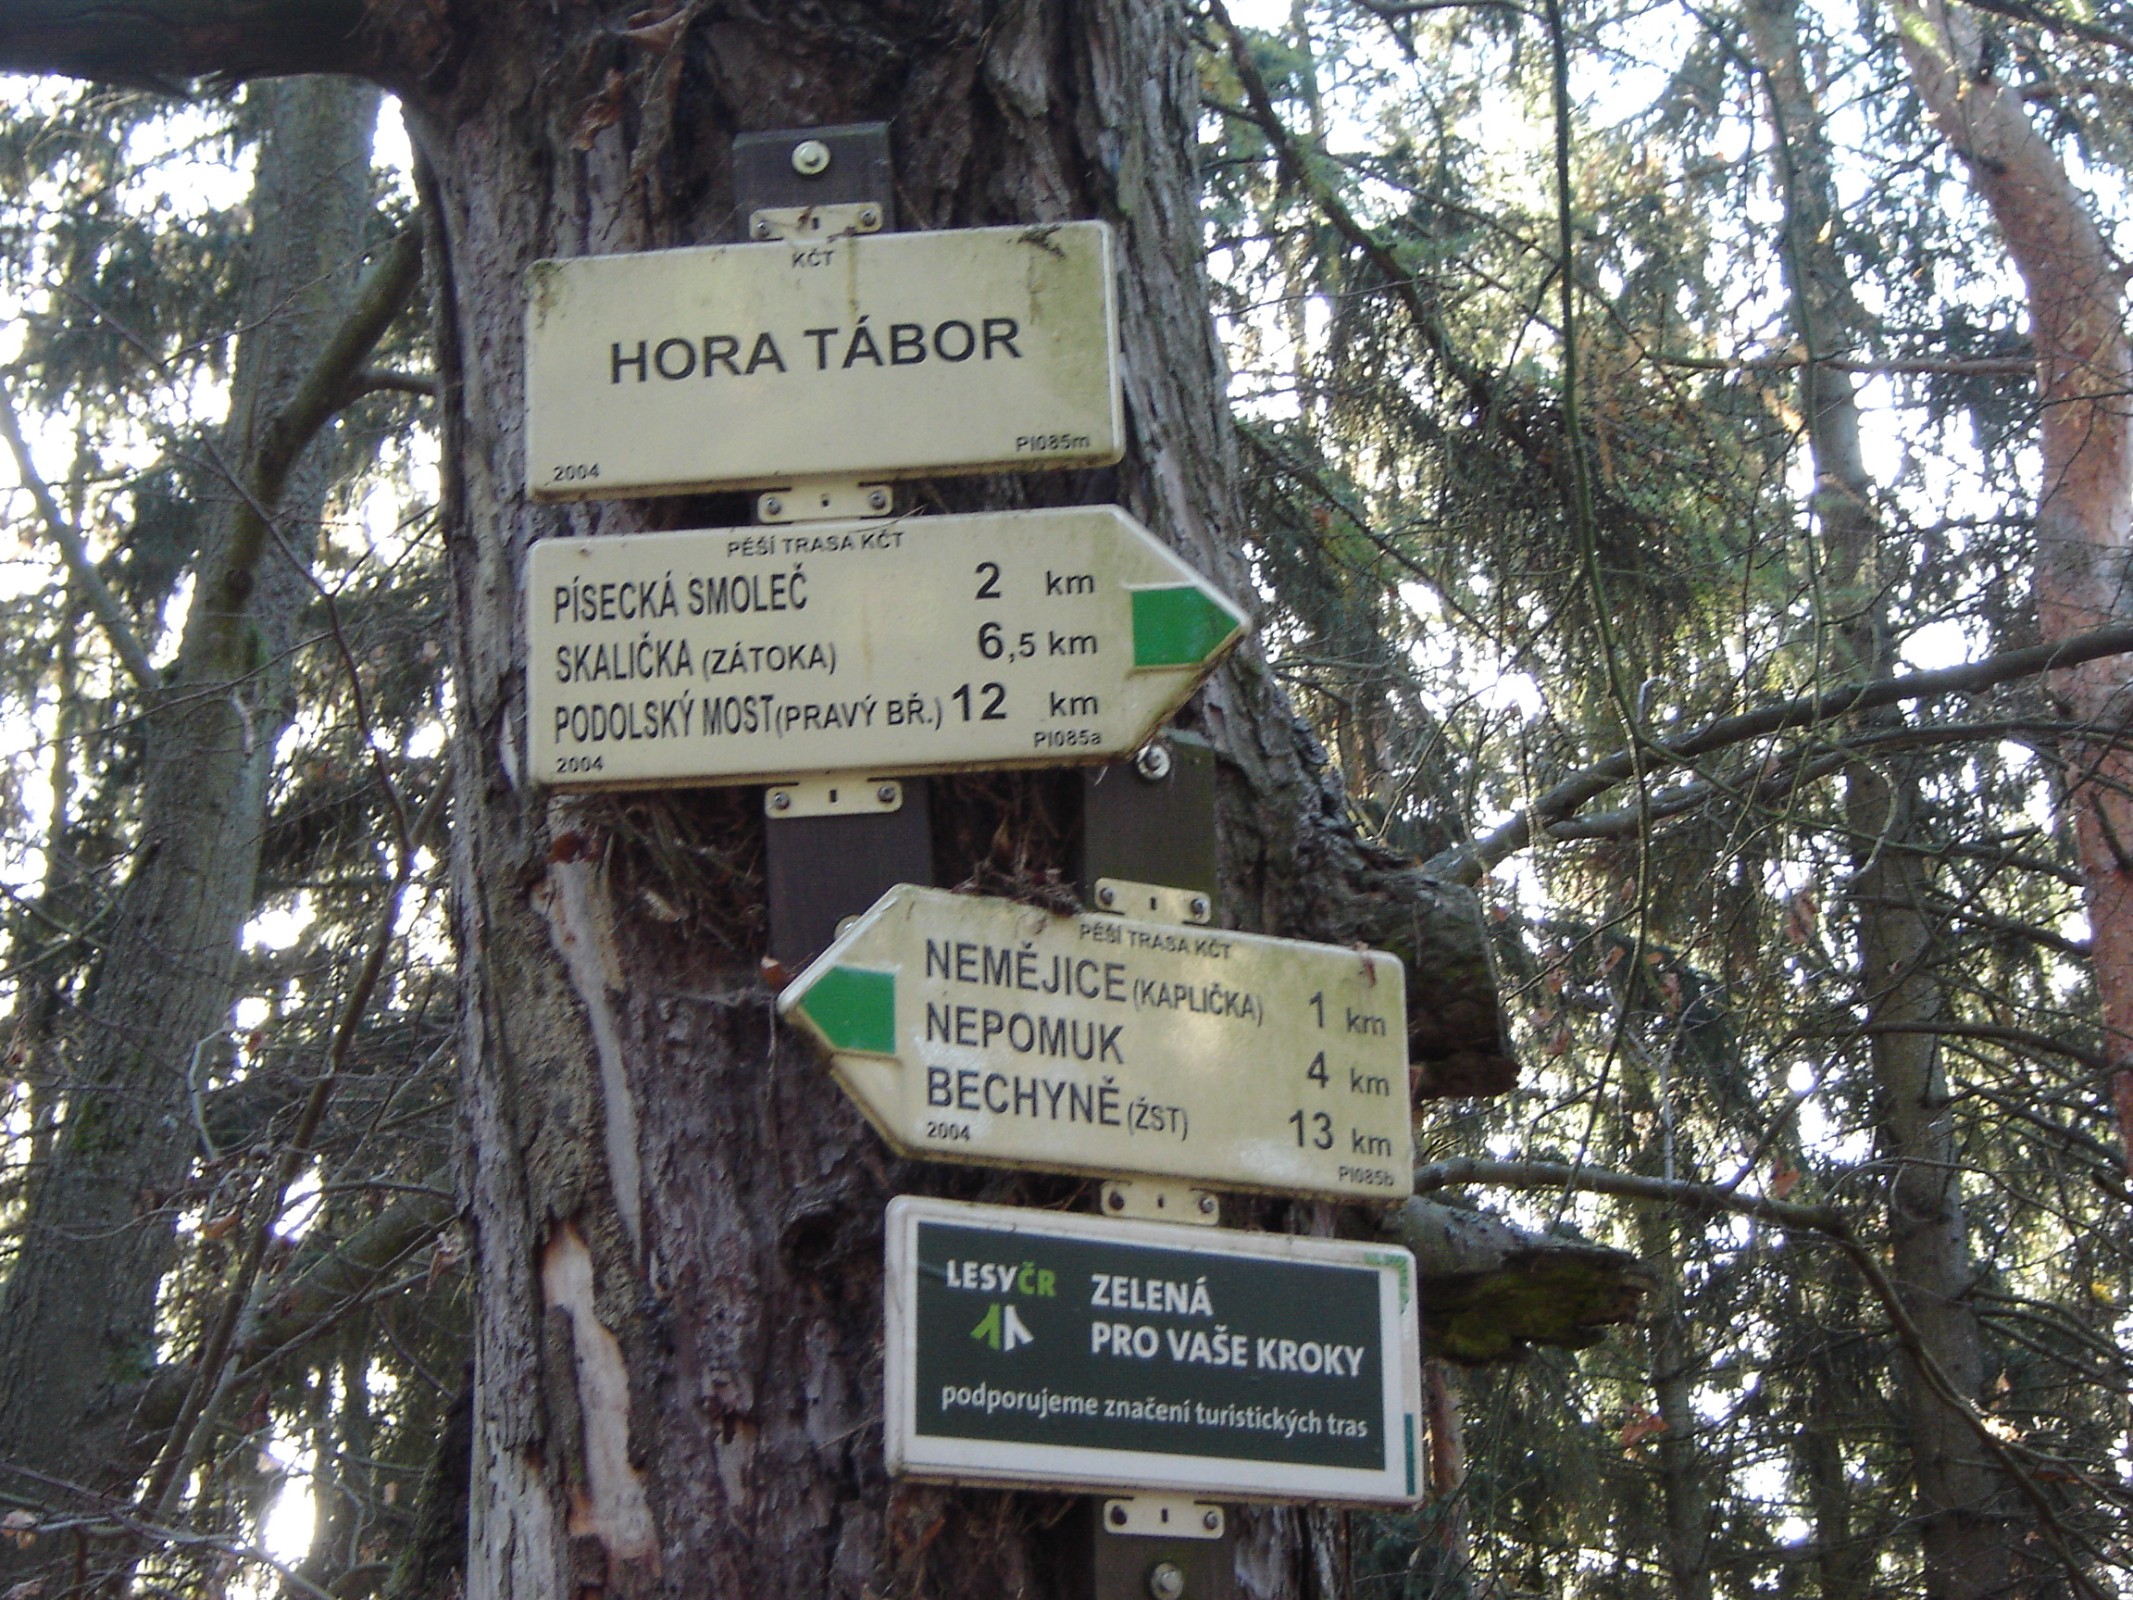 KČT
HORA TÁBOR
2004 PI085m
PĚŠÍ TRASA KČT
PÍSECKÁ SMOLEČ 2 km
SKALIČKA (ZÁTOKA) 6,5 km
PODOLSKÝ MOST(PRAVÝ BŘ.) 12 km
2004 PI085a
PĚŠÍ TRASA KČT
NEMĚJICE (KAPLIČKA) 1 km
NEPOMUK 4 km
BECHYNĚ (ŽST) 13 km
2004 PI085b
LESYČR ZELENÁ
PRO VAŠE KROKY
podporujeme značení turistických tras